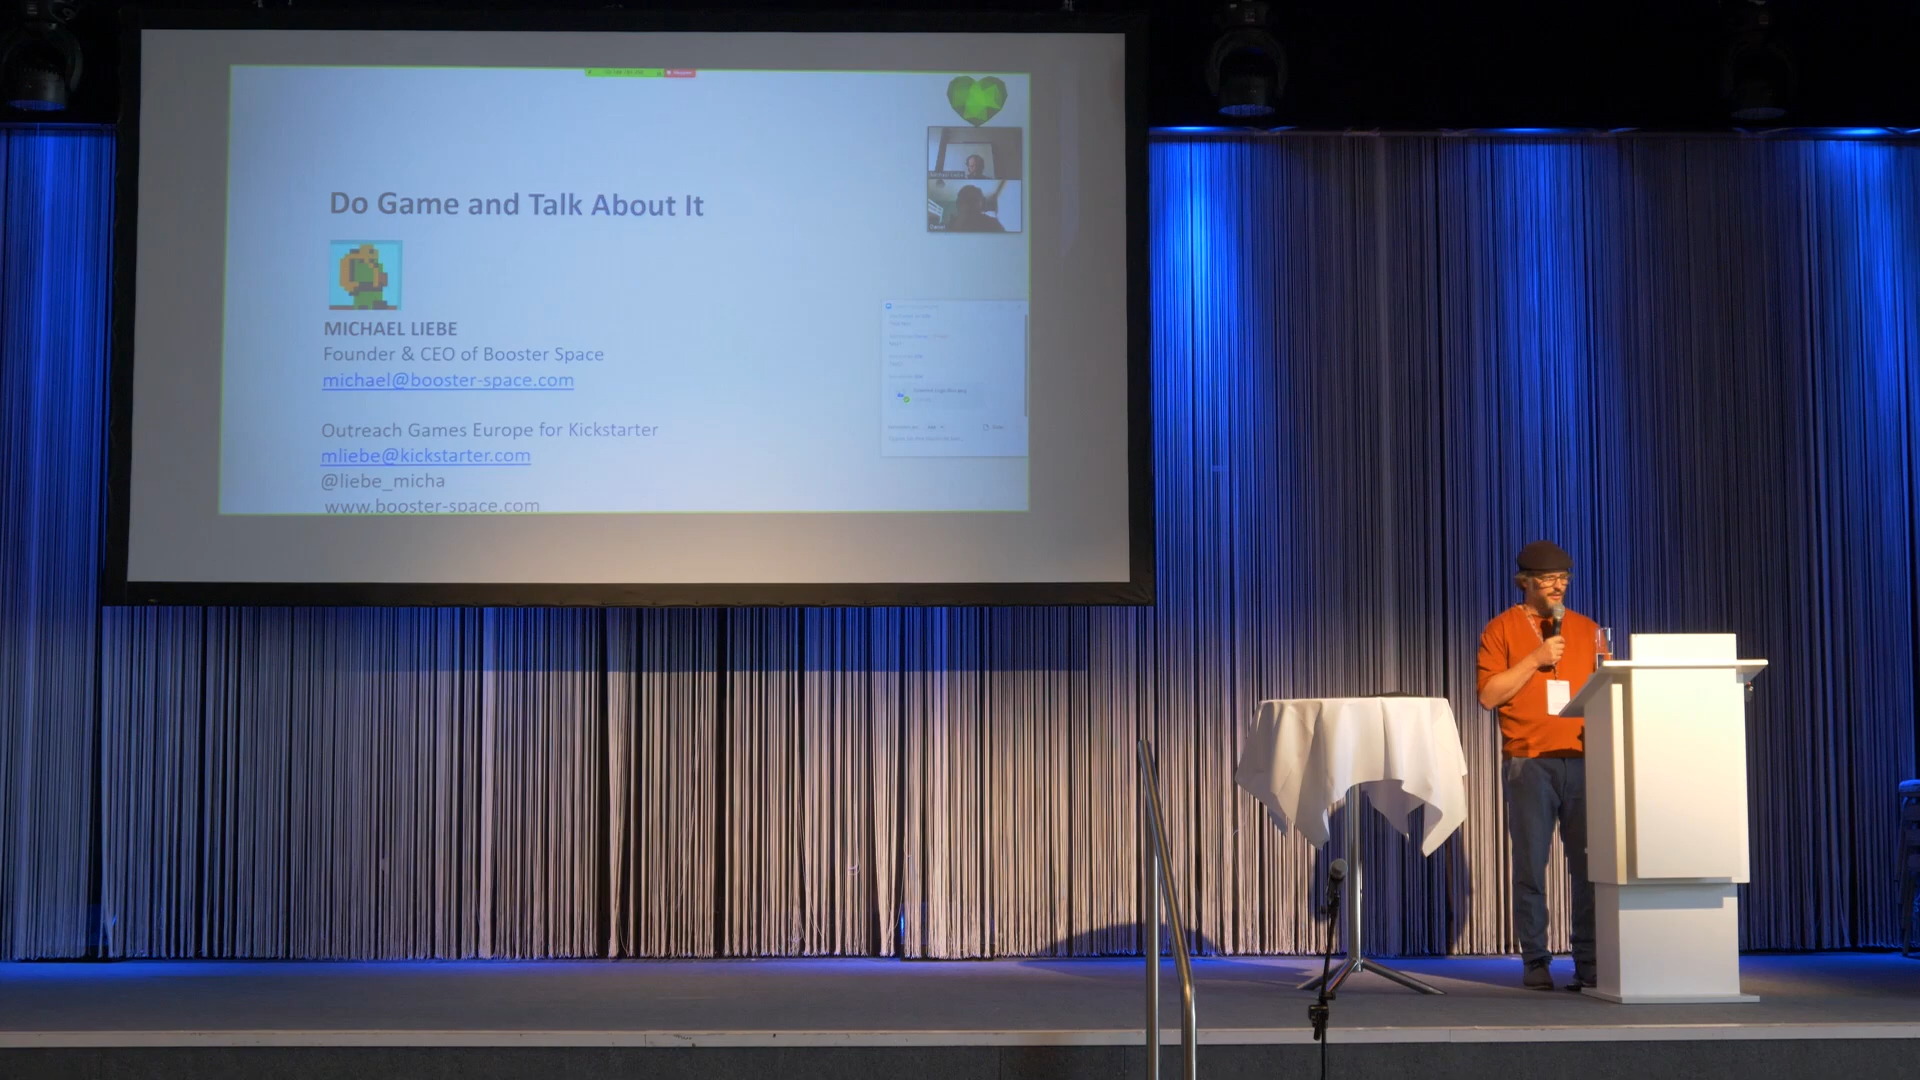 Do Game and Talk About It
MICHAEL LIEBE
Founder & CEO of Booster Space
michael@booster-space.com
Outreach Games Europe for Kickstarter
mliebe@kickstarter.com
@liebe_micha
www.booster-space.com